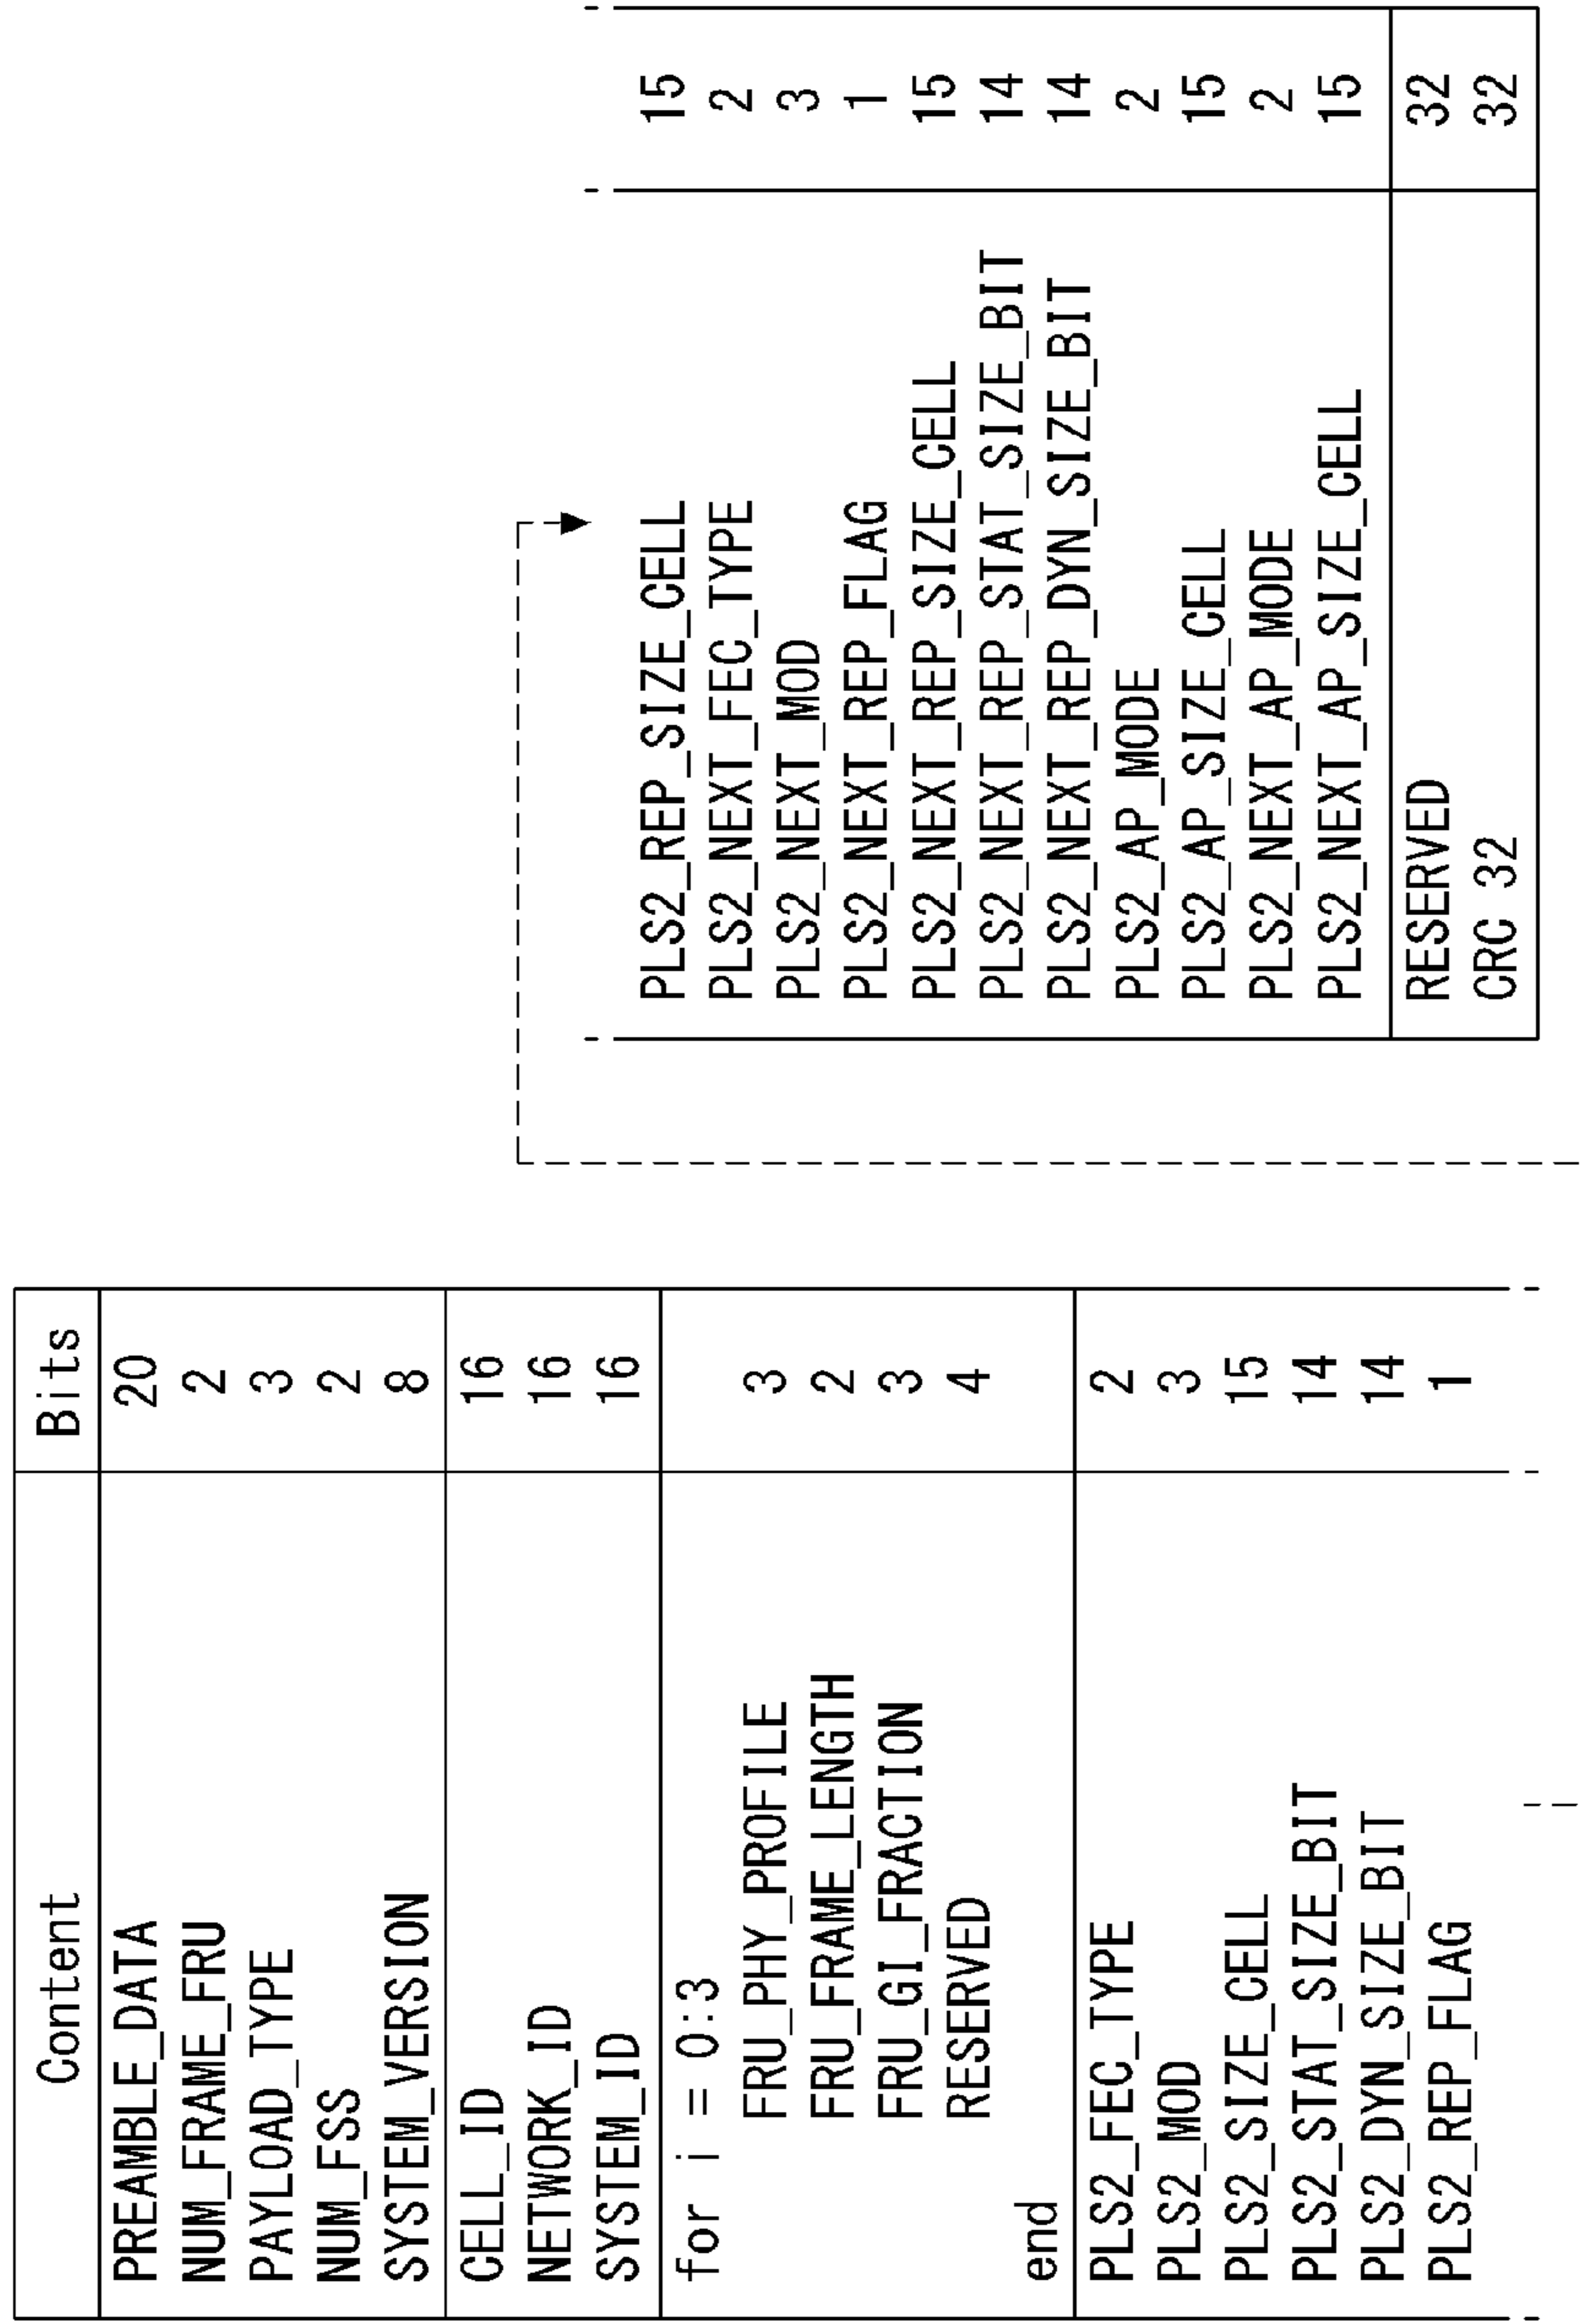 Content Bits
PREAMBLE_DATA 20
NUM_FRAME_FRU 2
PAYLOAD_TYPE 3
NUM_FSS 2
SYSTEM_VERSION 8
CELL_ID 16
NETWORK_ID 16
SYSTEM_ID 16
for i = 0:3
FRU_PHY_PROFILE 3
FRU_FRAME_LENGTH 2
FRU_GI_FRACTION 3
RESERVED 4
end
PLS2_FEC_TYPE 2
PLS2_MOD 3
PLS2_SIZE_CELL 15
PLS2_STAT_SIZE_BIT 14
PLS2_DYN_SIZE_BIT 14
PLS2_REP_FLAG 1
PLS2_REP_SIZE_CELL 15
PLS2_NEXT_FEC_TYPE 2
PLS2_NEXT_MOD 3
PLS2_NEXT_REP_FLAG 1
PLS2_NEXT_REP_SIZE_CELL 15
PLS2_NEXT_REP_STAT_SIZE_BIT 14
PLS2_NEXT_REP_DYN_SIZE_BIT 14
PLS2_AP_MODE 2
PLS2_AP_SIZE_CELL 15
PLS2_NEXT_AP_MODE 2
PLS2_NEXT_AP_SIZE_CELL 15
RESERVED 32
CRC 32 32